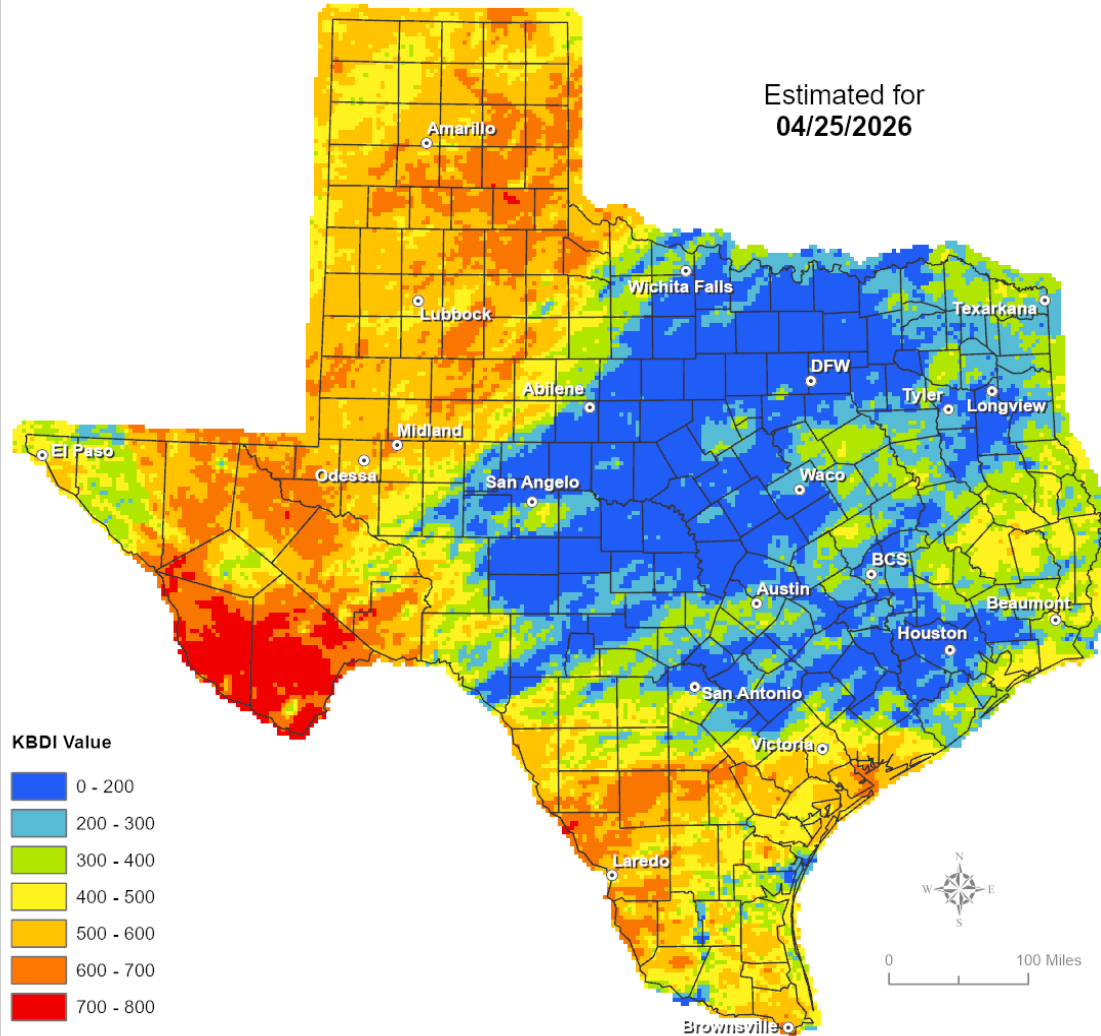 Estimated for
04/25/2026
Amarillo
Wichita Falls
Lubbock
Texarkana
DFW
Abilene
Tyler
Longview
Midland
El Paso
Odessa
San Angelo
Waco
BCS
Austin
Beaumont
Houston
San Antonio
Victoria
Laredo
Brownsville
KBDI Value
0 - 200
200 - 300
300 - 400
400 - 500
500 - 600
600 - 700
700 - 800
N
W
E
S
0 100 Miles